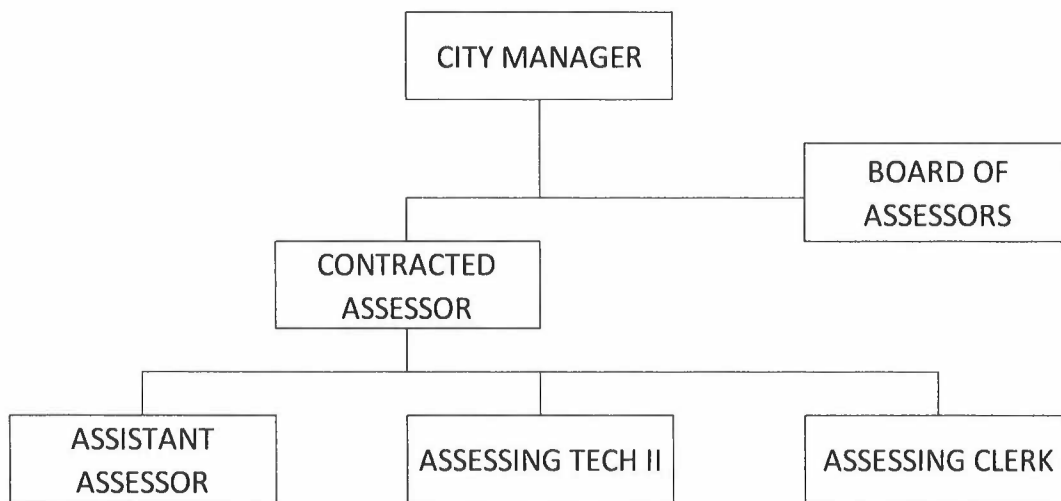 CITY MANAGER
BOARD OF
ASSESSORS
CONTRACTED
ASSESSOR
ASSISTANT
ASSESSOR
ASSESSING TECH II
ASSESSING CLERK